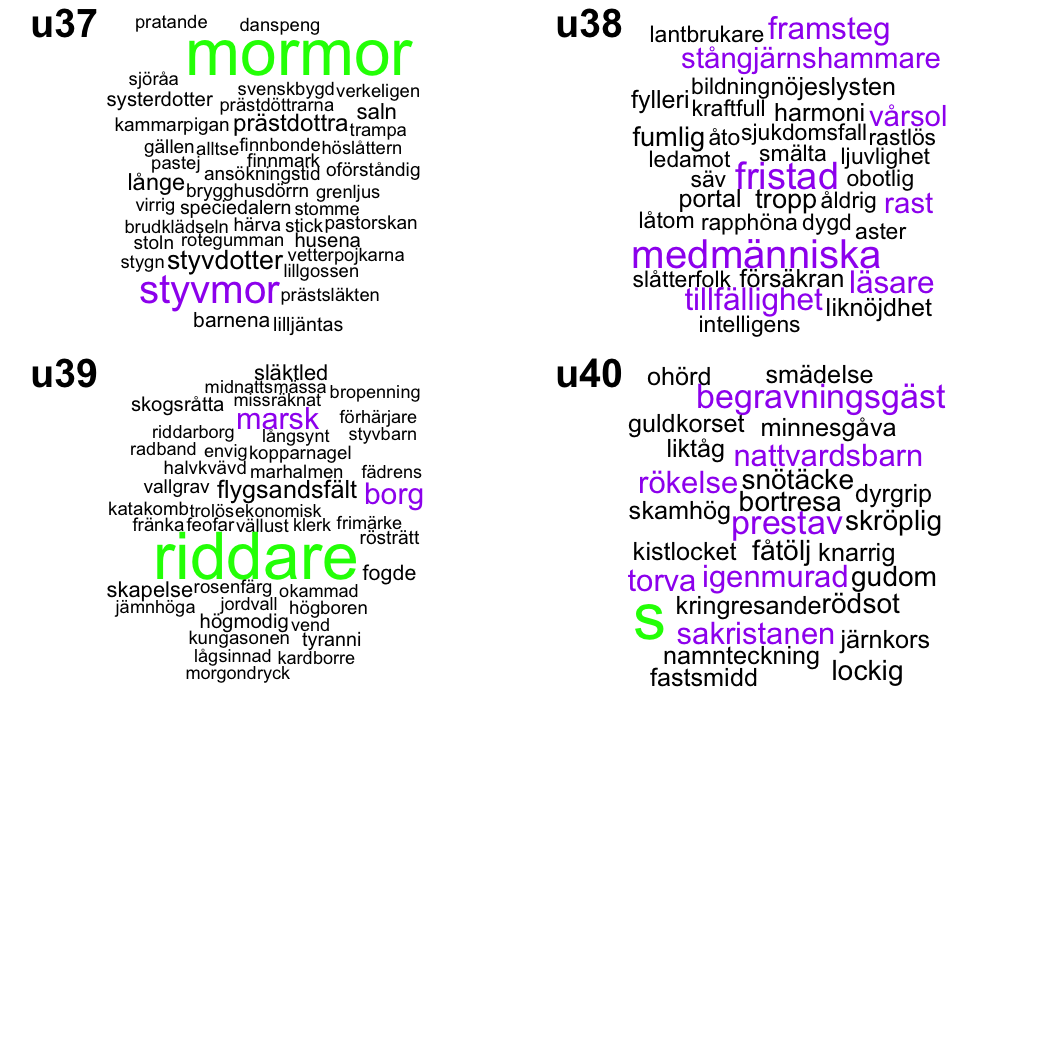 u37
pratande danspeng
mormor
sjöråa svenskbygd verkeligen
systerdotter prästdöttrarna saln
kammarpigan prästdottra trampa
gällen alltse finnbonde höslåttern
pastej finnmark
ansökningstid oförståndig
långe brygghusdörrn grenljus
virrig speciedalern stomme
brudklädseln härva stick pastorskan
stoln rotegumman husena
stygn styvdotter vetterpojkarna
lillgossen
styvmor prästsläkten
barnena lilljäntas
u38
lantbrukare framsteg
stångjärnshammare
bildning nöjeslysten
fylleri kraftfull harmoni vårsol
fumlig åto sjukdomsfall rastlös
ledamot smälta ljuvlighet
säv fristad obotlig
portal tropp åldrig rast
låtom rapphöna dygd aster
medmänniska
slåtterfolk försäkran läsare
tillfällighet liknöjdhet
intelligens
u39
släktled
midnattsmässa bropenning
skogsråtta missräknat
marsk förhärjare
riddarborg långsynt styvbarn
radband envig kopparnagel
halvkvävd marhalmen fädrens
vallgrav flygsandsfält borg
katakomb trolös ekonomisk
fränka feofar vällust klerk frimärke
rösträtt
riddare fogde
skapelse rosenfärg okammad
jämnhöga jordvall högboren
högmodig vend
kungasonen tyranni
lågsinnad kardborre
morgondryck
u40
ohörd smädelse
begravningsgäst
guldkorset minnesgåva
liktåg nattvardsbarn
rökelse snötäcke
bortresa dyrgrip
skamhög prestav skröplig
kistlocket fåtölj knarrig
torva igenmurad gudom
s kringresande rödsot
sakristanen järnkors
namnteckning
fastsmidd lockig